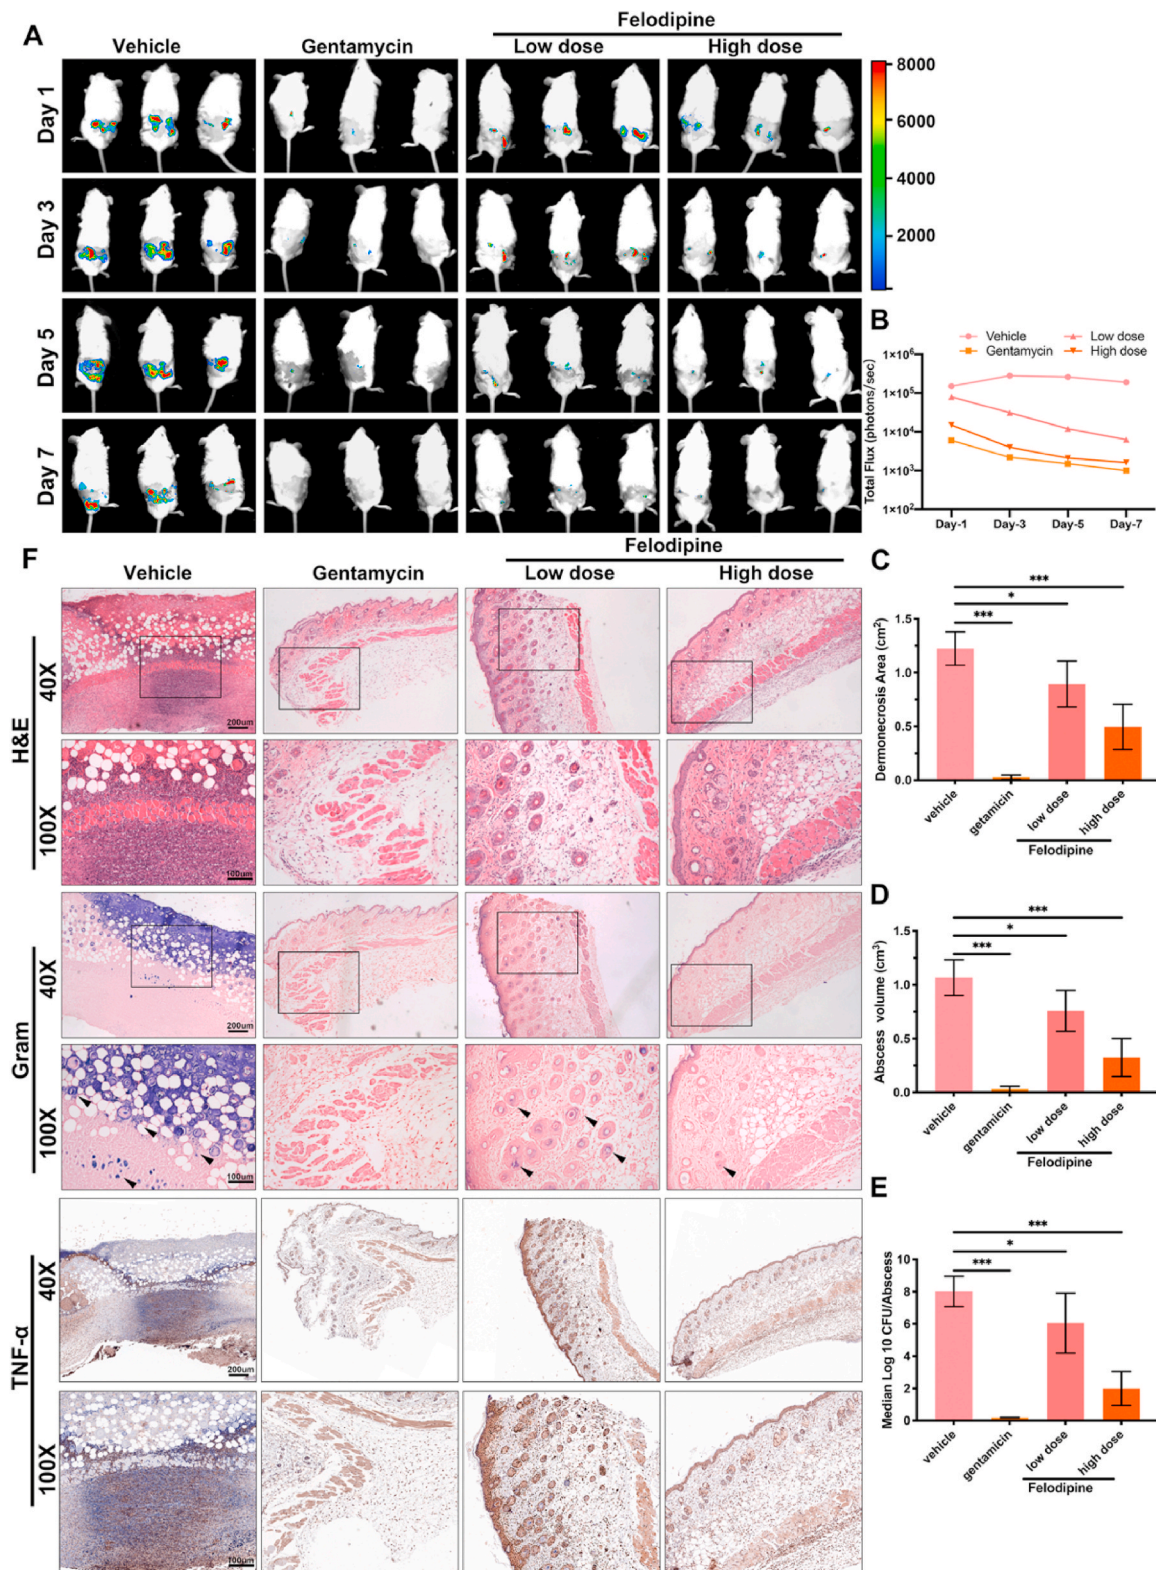 A
Felodipine
Vehicle Gentamycin Low dose High dose
Day 1
Day 3
Day 5
Day 7
8000
6000
4000
2000
B
Vehicle
Gentamycin
Low dose
High dose
Total Flux (photons/sec)
1×10⁶
1×10⁵
1×10⁴
1×10³
1×10²
Day-1 Day-3 Day-5 Day-7
F
Felodipine
Vehicle Gentamycin Low dose High dose
H&E
40X
200um
100X
100um
Gram
40X
200um
100X
100um
TNF-α
40X
200um
100X
100um
C
***
*
***
Dermonecrosis Area (cm²)
1.5
1.0
0.5
0.0
vehicle
getamicin
low dose
high dose
Felodipine
D
***
*
***
Abscess volume (cm³)
1.5
1.0
0.5
0.0
vehicle
gentamicin
low dose
high dose
Felodipine
E
***
*
***
Median Log 10 CFU/Abscess
10
8
6
4
2
0
vehicle
gentamicin
low dose
high dose
Felodipine